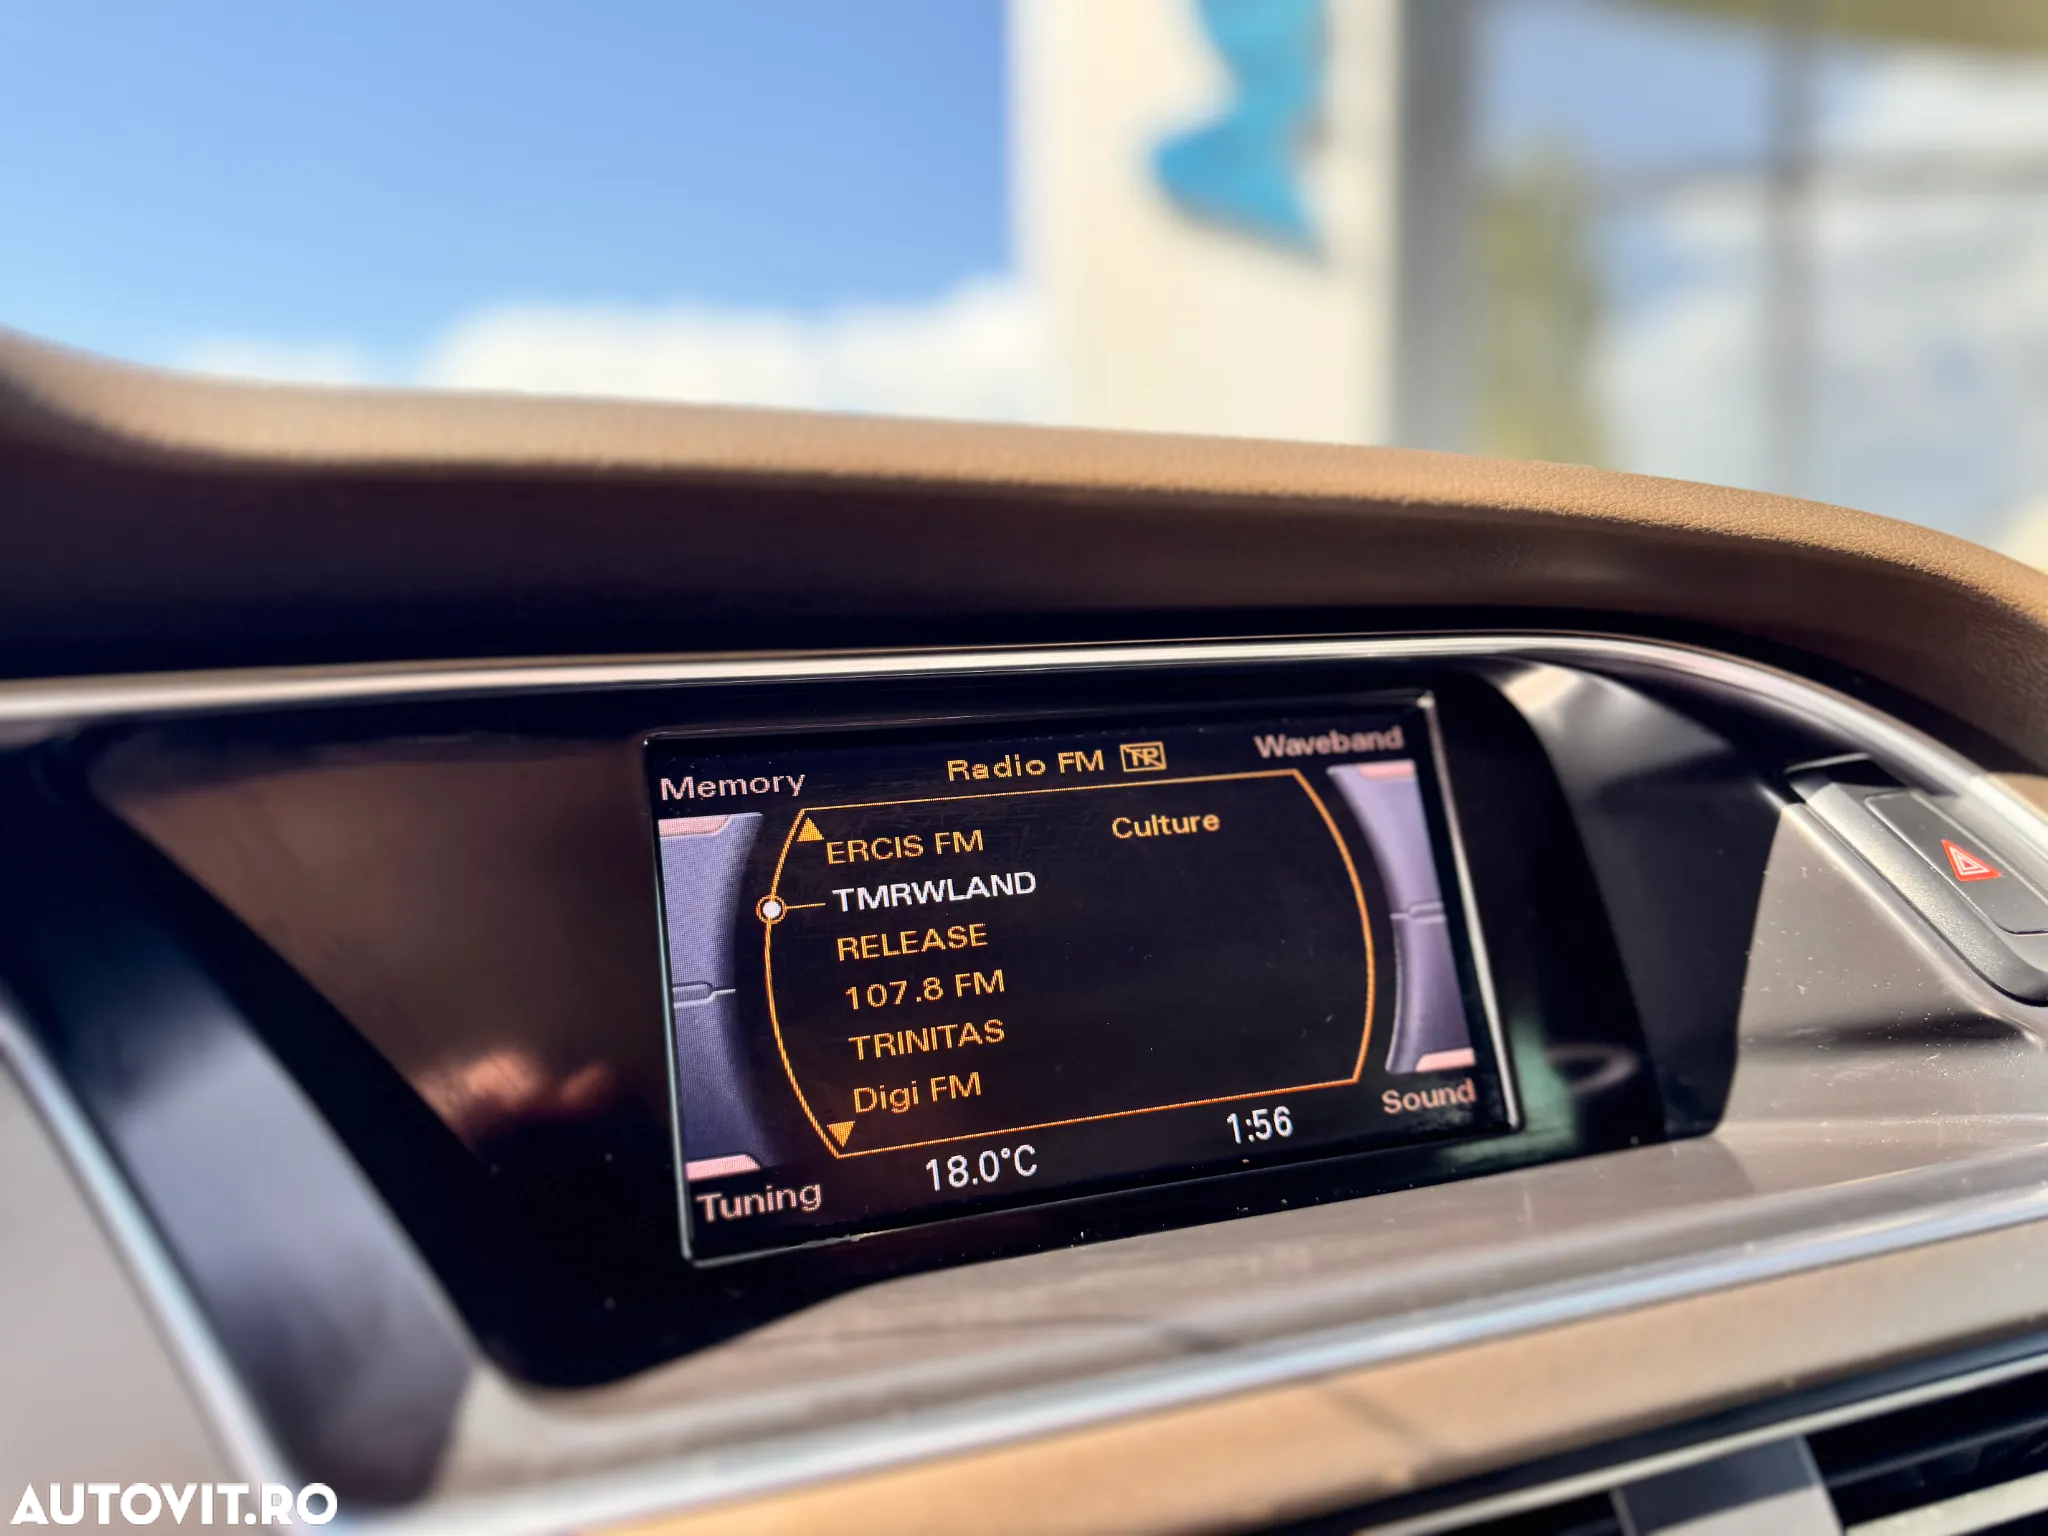 Memory
Radio FM TP
Waveband
ERCIS FM
Culture
TMRWLAND
RELEASE
107.8 FM
TRINITAS
Digi FM
Tuning
18.0°C
1:56
Sound
AUTOVIT.RO